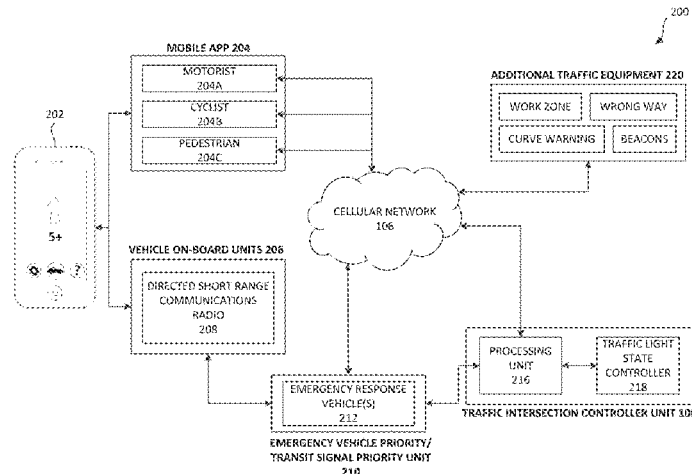 200
MOBILE APP 204
MOTORIST
204A
CYCLIST
204B
PEDESTRIAN
204C
ADDITIONAL TRAFFIC EQUIPMENT 220
WORK ZONE
WRONG WAY
CURVE WARNING
BEACONS
202
5+
?
CELLULAR NETWORK
106
VEHICLE ON-BOARD UNITS 206
DIRECTED SHORT RANGE
COMMUNICATIONS
RADIO
208
PROCESSING
UNIT
216
TRAFFIC LIGHT
STATE
CONTROLLER
218
TRAFFIC INTERSECTION CONTROLLER UNIT
EMERGENCY RESPONSE
VEHICLE(S)
212
EMERGENCY VEHICLE PRIORITY/
TRANSIT SIGNAL PRIORITY UNIT
210